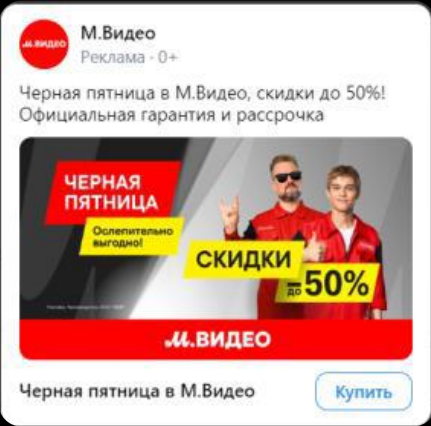 М.ВИДЕО
М.Видео
Реклама · 0+
Черная пятница в М.Видео, скидки до 50%!
Официальная гарантия и рассрочка
ЧЕРНАЯ
ПЯТНИЦА
Ослепительно
выгодно!
СКИДКИ
до -50%
М.ВИДЕО
Черная пятница в М.Видео
Купить